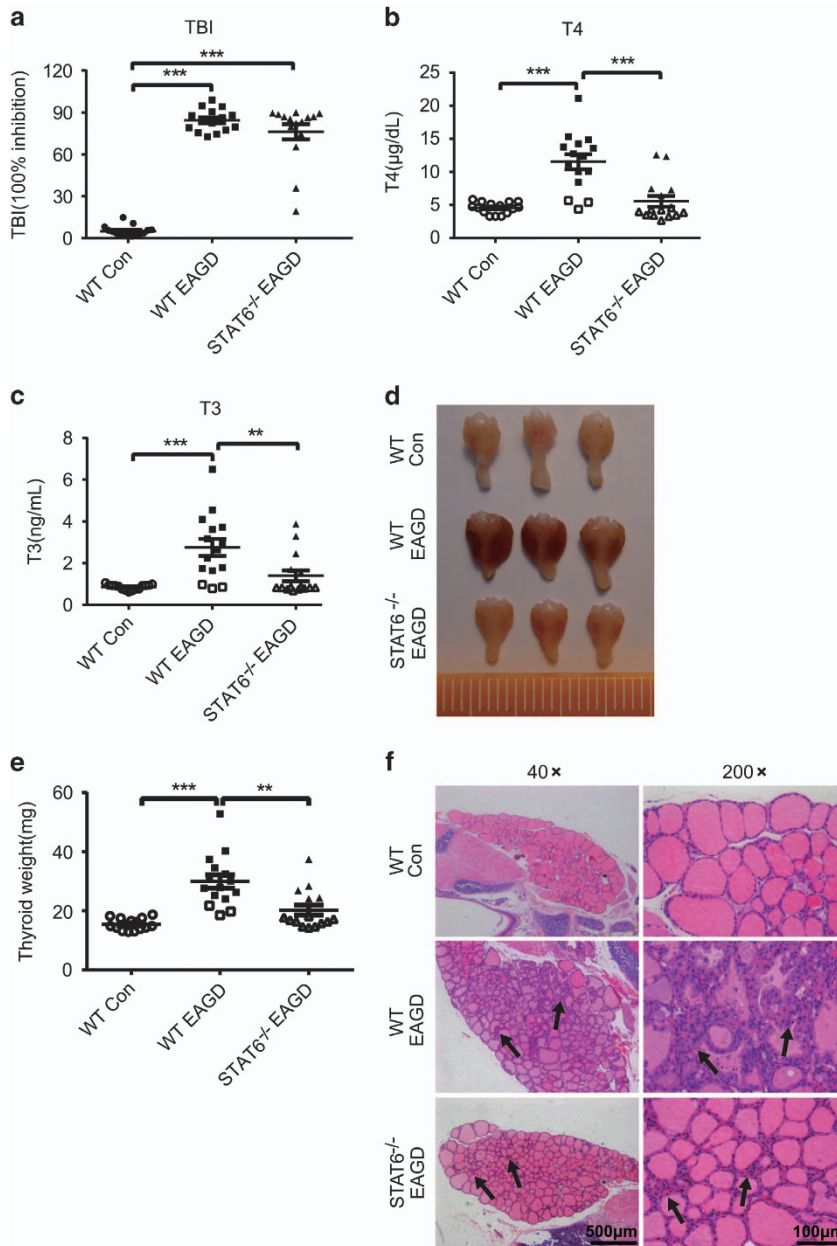 a
TBI
TBI(100% inhibition)
120
90
60
30
0
***
***
WT Con
WT EAGD
STAT6-/- EAGD
b
T4
T4(µg/dL)
25
20
15
10
5
0
***
***
WT Con
WT EAGD
STAT6-/- EAGD
c
T3
T3(ng/mL)
8
6
4
2
0
***
**
WT Con
WT EAGD
STAT6-/- EAGD
d
WT
Con
WT
EAGD
STAT6-/-
EAGD
e
Thyroid weight(mg)
60
40
20
0
***
**
WT Con
WT EAGD
STAT6-/- EAGD
f
40×
200×
WT
Con
WT
EAGD
STAT6-/-
EAGD
500µm
100µm